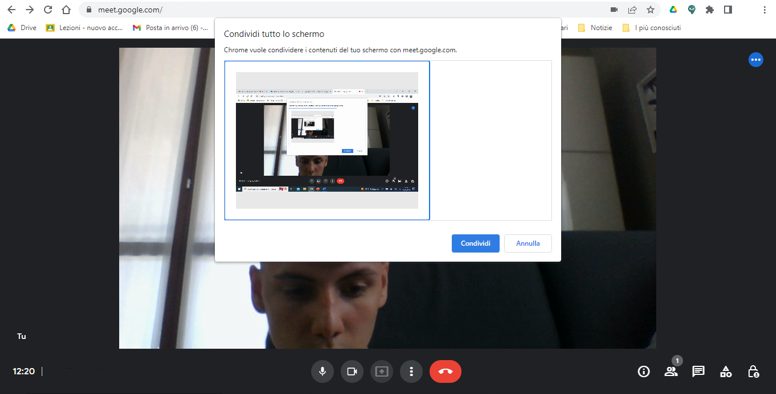 meet.google.com/
Drive
Lezioni - nuovo acc...
Posta in arrivo (6) -...
ari
Notizie
I più conosciuti
Condividi tutto lo schermo
Chrome vuole condividere i contenuti del tuo schermo con meet.google.com.
Condividi
Annulla
Tu
12:20 |
1